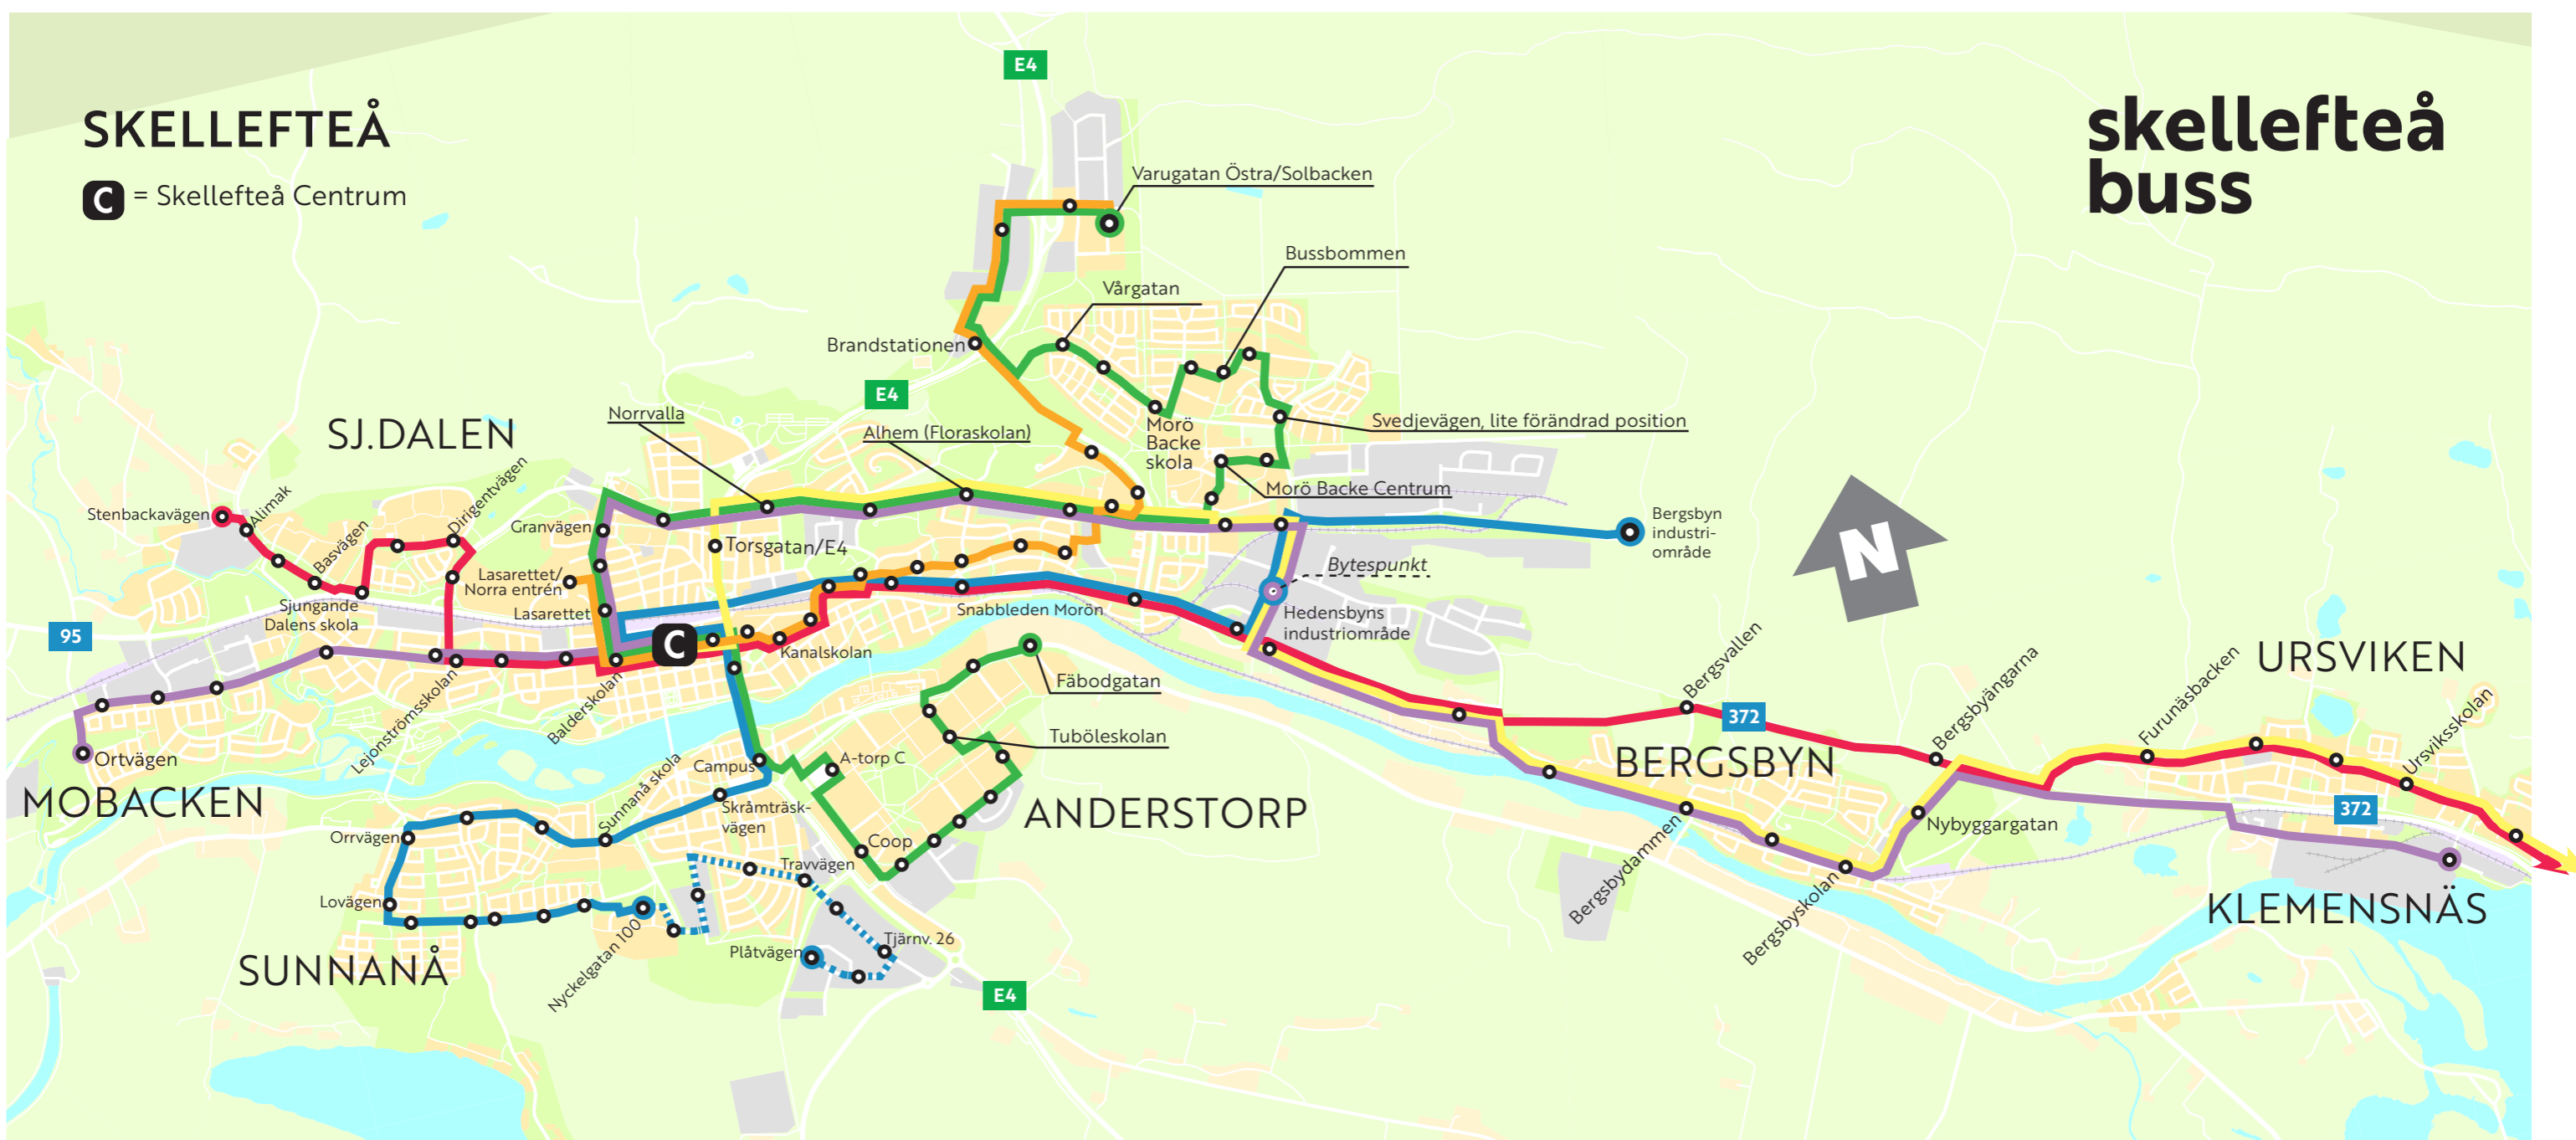 SKELLEFTEÅ
C = Skellefteå Centrum
skellefteå
buss
E4
Varugatan Östra/Solbacken
Bussbommen
Vårgatan
Brandstationen
E4
Norrvalla
Alhem (Floraskolan)
Morö
Backe
skola
Svedjevägen, lite förändrad position
Morö Backe Centrum
SJ.DALEN
Stenbackavägen
Alimak
Basvägen
Dirigentvägen
Granvägen
Lasarettet/
Norra entrén
Lasarettet
Torsgatan/E4
Sjungande
Dalens skola
95
C
Kanalskolan
Snabbleden Morön
Bytespunkt
Hedensbyns
industriområde
Bergsbyn
industri-
område
N
Ortvägen
MOBACKEN
Lejonströmsskolan
Balderskolan
Fäbodgatan
Tuböleskolan
Campus
A-torp C
Skråmträsk-
vägen
Sunnanå skola
ANDERSTORP
Coop
Orrvägen
Lovägen
SUNNANÅ
Nyckelgatan 100
Travvägen
Plåtvägen
Tjärnv. 26
E4
Bergsvallen
372
BERGSBYN
Bergsbyängarna
Furunäsbacken
URSVIKEN
Ursviksskolan
Bergsbydammen
Bergsbyskolan
Nybyggargatan
372
KLEMENSNÄS